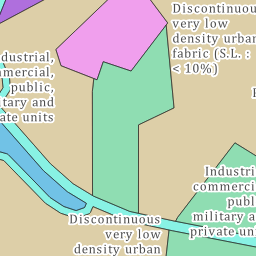 Discontinuous
very low
density urban
fabric (S.L. :
< 10%)
industrial,
commercial,
public,
military and
private units
Industrial,
commercial,
public,
military and
private units
Discontinuous
very low
density urban